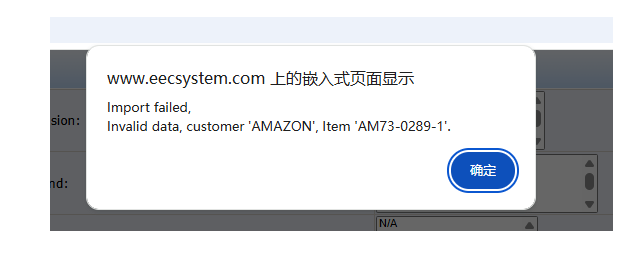 www.eecsystem.com 上的嵌入式页面显示
Import failed,
Invalid data, customer 'AMAZON', Item 'AM73-0289-1'.
sion:
确定
nd:
N/A